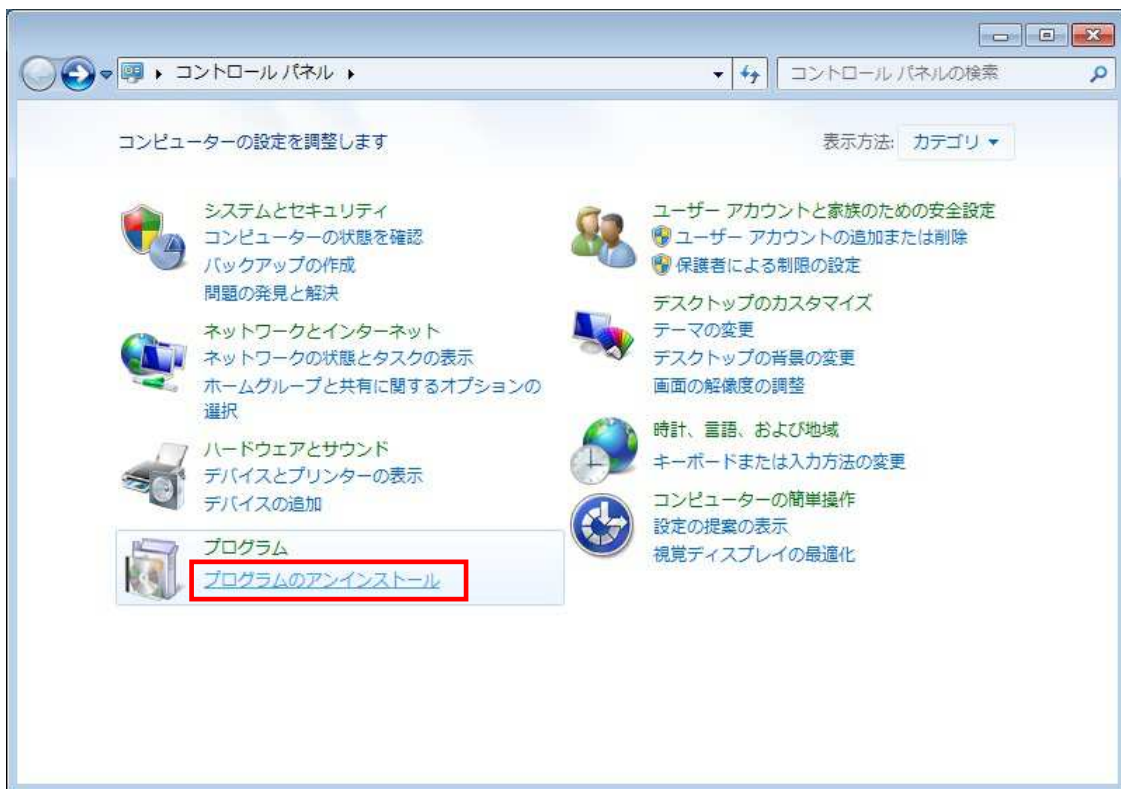 コントロール パネル
コントロール パネルの検索
コンピューターの設定を調整します
表示方法: カテゴリ
システムとセキュリティ
コンピューターの状態を確認
バックアップの作成
問題の発見と解決
ネットワークとインターネット
ネットワークの状態とタスクの表示
ホームグループと共有に関するオプションの
選択
ハードウェアとサウンド
デバイスとプリンターの表示
デバイスの追加
プログラム
プログラムのアンインストール
ユーザー アカウントと家族のための安全設定
ユーザー アカウントの追加または削除
保護者による制限の設定
デスクトップのカスタマイズ
テーマの変更
デスクトップの背景の変更
画面の解像度の調整
時計、言語、および地域
キーボードまたは入力方法の変更
コンピューターの簡単操作
設定の提案の表示
視覚ディスプレイの最適化